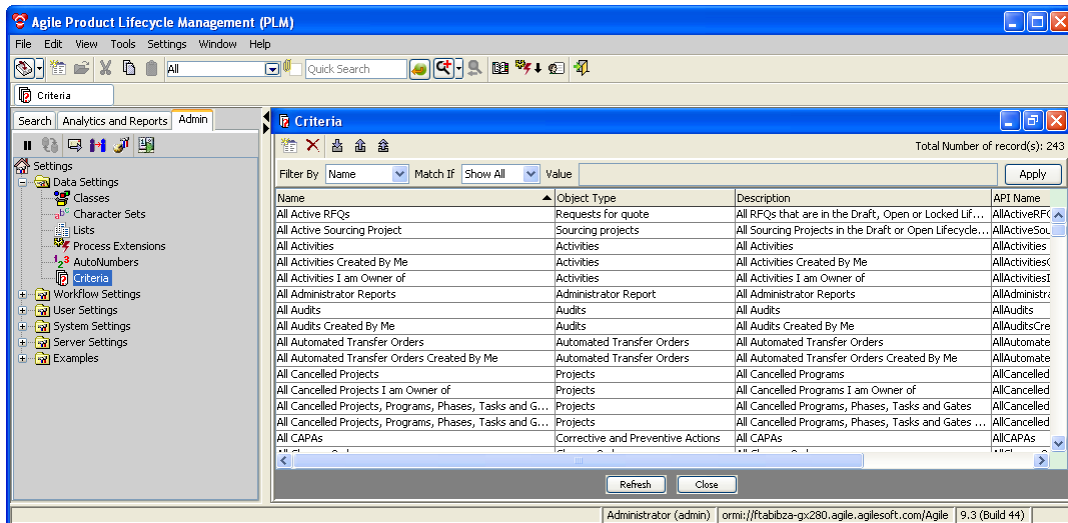 Agile Product Lifecycle Management (PLM)
File Edit View Tools Settings Window Help
All Quick Search
Criteria
Search Analytics and Reports Admin
Settings
Data Settings
Classes
Character Sets
Lists
Process Extensions
AutoNumbers
Criteria
Workflow Settings
User Settings
System Settings
Server Settings
Examples
Criteria
Total Number of record(s): 243
Filter By Name Match If Show All Value Apply
Name Object Type Description API Name
All Active RFQs Requests for quote All RFQs that are in the Draft, Open or Locked Lif... AllActiveRFQ
All Active Sourcing Project Sourcing projects All Sourcing Projects in the Draft or Open Lifecycle... AllActiveSou
All Activities Activities All Activities AllActivities
All Activities Created By Me Activities All Activities Created By Me AllActivitiesC
All Activities I am Owner of Activities All Activities I am Owner of AllActivitiesI
All Administrator Reports Administrator Report All Administrator Reports AllAdministra
All Audits Audits All Audits AllAudits
All Audits Created By Me Audits All Audits Created By Me AllAuditsCre
All Automated Transfer Orders Automated Transfer Orders All Automated Transfer Orders AllAutomate
All Automated Transfer Orders Created By Me Automated Transfer Orders All Automated Transfer Orders Created By Me AllAutomate
All Cancelled Projects Projects All Cancelled Programs AllCancelled
All Cancelled Projects I am Owner of Projects All Cancelled Programs I am Owner of AllCancelled
All Cancelled Projects, Programs, Phases, Tasks and G... Projects All Cancelled Programs, Phases, Tasks and Gates AllCancelled
All Cancelled Projects, Programs, Phases, Tasks and G... Projects All Cancelled Programs, Phases, Tasks and Gates ... AllCancelled
All CAPAs Corrective and Preventive Actions All CAPAs AllCAPAs
Refresh Close
Administrator (admin) ormi://ftabibza-gx280.agile.agilesoft.com/Agile 9.3 (Build 44)